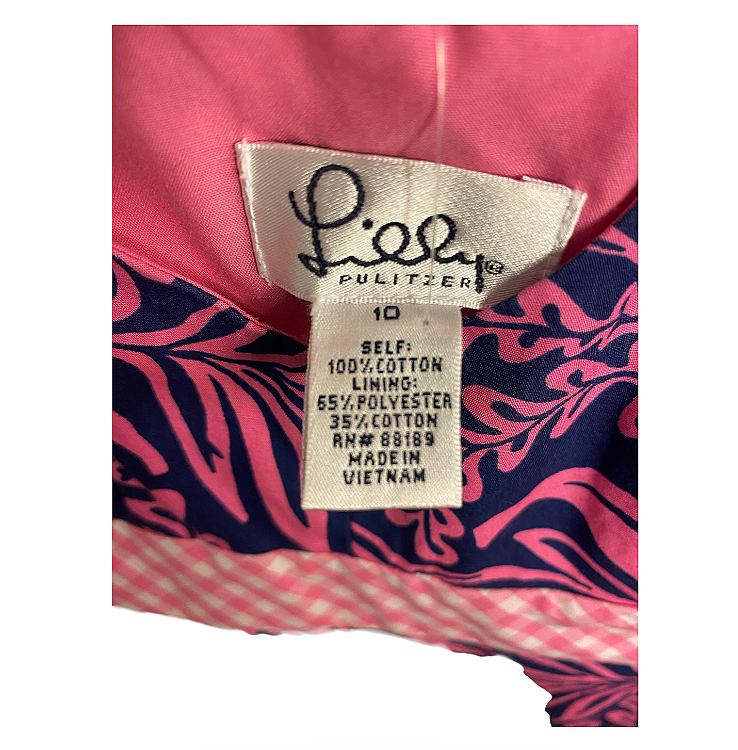 Lilly©
PULITZER
10
SELF:
100% COTTON
LINING:
65% POLYESTER
35% COTTON
RN# 88189
MADE IN
VIETNAM